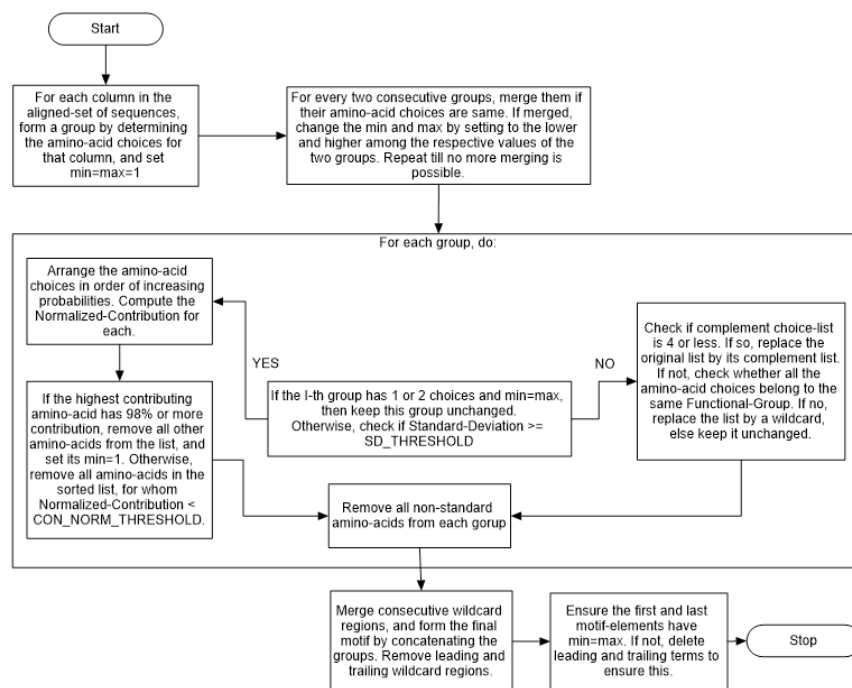 Start
For each column in the
aligned-set of sequences,
form a group by determining
the amino-acid choices for
that column, and set
min=max=1
For every two consecutive groups, merge them if
their amino-acid choices are same. If merged,
change the min and max by setting to the lower
and higher among the respective values of the
two groups. Repeat till no more merging is
possible.
For each group, do:
Arrange the amino-acid
choices in order of increasing
probabilities. Compute the
Normalized-Contribution for
each.
YES
If the highest contributing
amino-acid has 98% or more
contribution, remove all other
amino-acids from the list, and
set its min=1. Otherwise,
remove all amino-acids in the
sorted list, for whom
Normalized-Contribution <
CON_NORM_THRESHOLD.
If the I-th group has 1 or 2 choices and min=max,
then keep this group unchanged.
Otherwise, check if Standard-Deviation >=
SD_THRESHOLD
NO
Check if complement choice-list
is 4 or less. If so, replace the
original list by its complement list.
If not, check whether all the
amino-acid choices belong to the
same Functional-Group. If no,
replace the list by a wildcard,
else keep it unchanged.
Remove all non-standard
amino-acids from each gorup
Merge consecutive wildcard
regions, and form the final
motif by concatenating the
groups. Remove leading and
trailing wildcard regions.
Ensure the first and last
motif-elements have
min=max. If not, delete
leading and trailing terms to
ensure this.
Stop